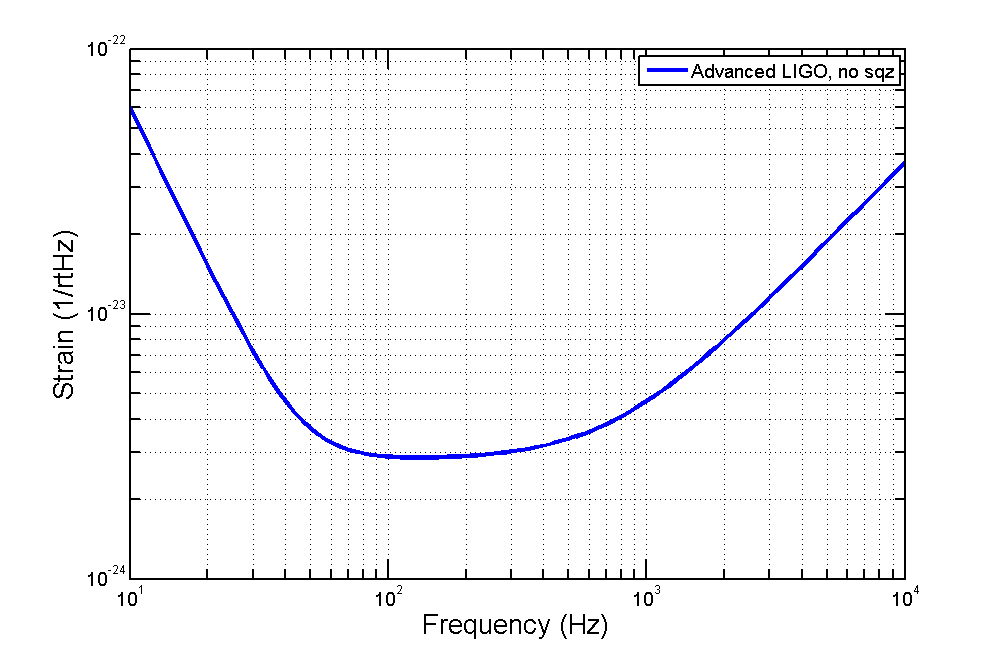 10^-22
Advanced LIGO, no sqz
10^-23
Strain (1/rtHz)
10^-24
10^1 10^2 10^3 10^4
Frequency (Hz)